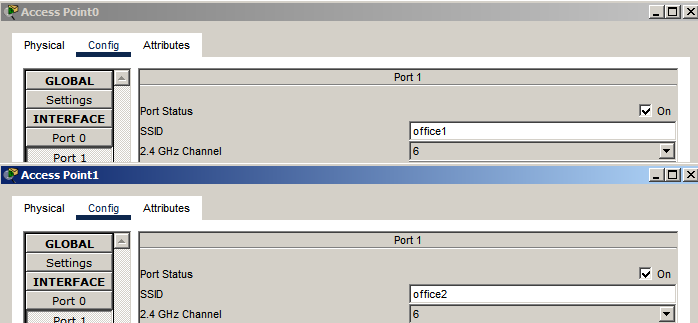 Access Point0
Physical Config Attributes
GLOBAL
Settings
INTERFACE
Port 0
Port 1
Port 1
Port Status On
SSID office1
2.4 GHz Channel 6
Access Point1
Physical Config Attributes
GLOBAL
Settings
INTERFACE
Port 0
Port 1
Port 1
Port Status On
SSID office2
2.4 GHz Channel 6